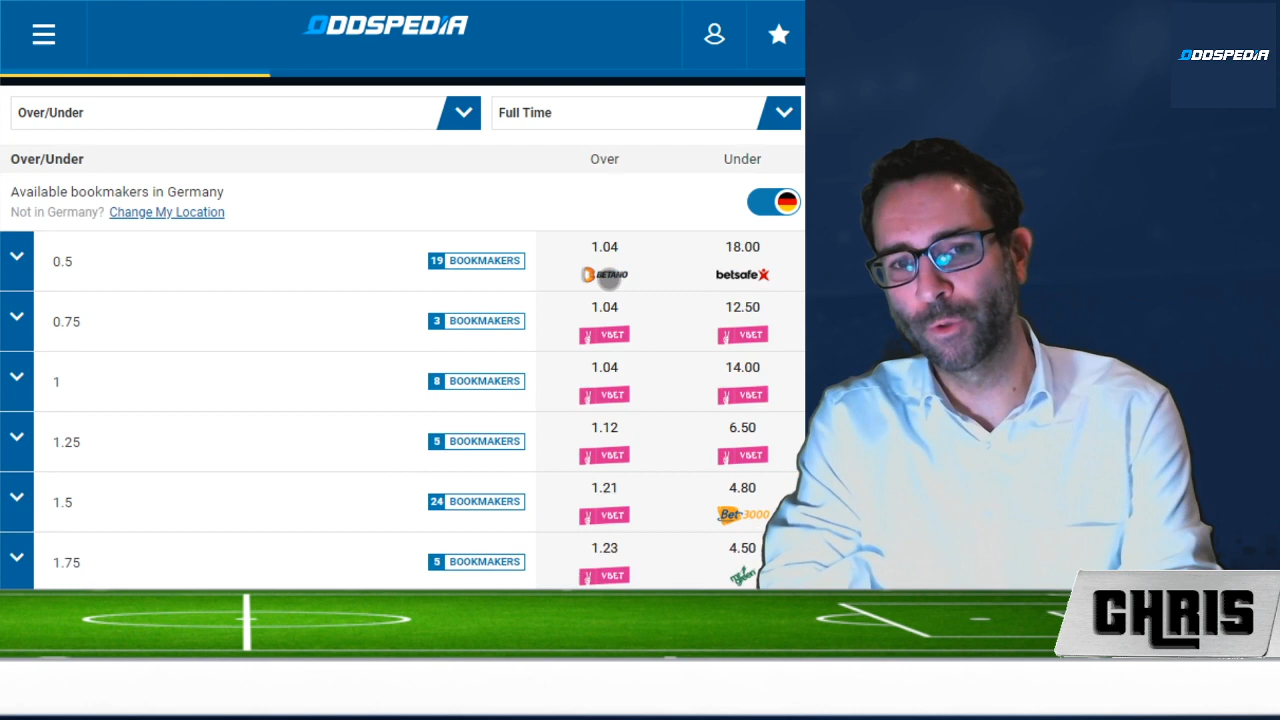 ODDSPEDIA
ODDSPEDIA
Over/Under
Full Time
Over/Under Over Under
Available bookmakers in Germany
Not in Germany? Change My Location
0.5 19 BOOKMAKERS 1.04 18.00
BETANO betsafe
0.75 3 BOOKMAKERS 1.04 12.50
VBET VBET
1 8 BOOKMAKERS 1.04 14.00
VBET VBET
1.25 5 BOOKMAKERS 1.12 6.50
VBET VBET
1.5 24 BOOKMAKERS 1.21 4.80
VBET Bet3000
1.75 5 BOOKMAKERS 1.23 4.50
VBET mr green
CHRIS